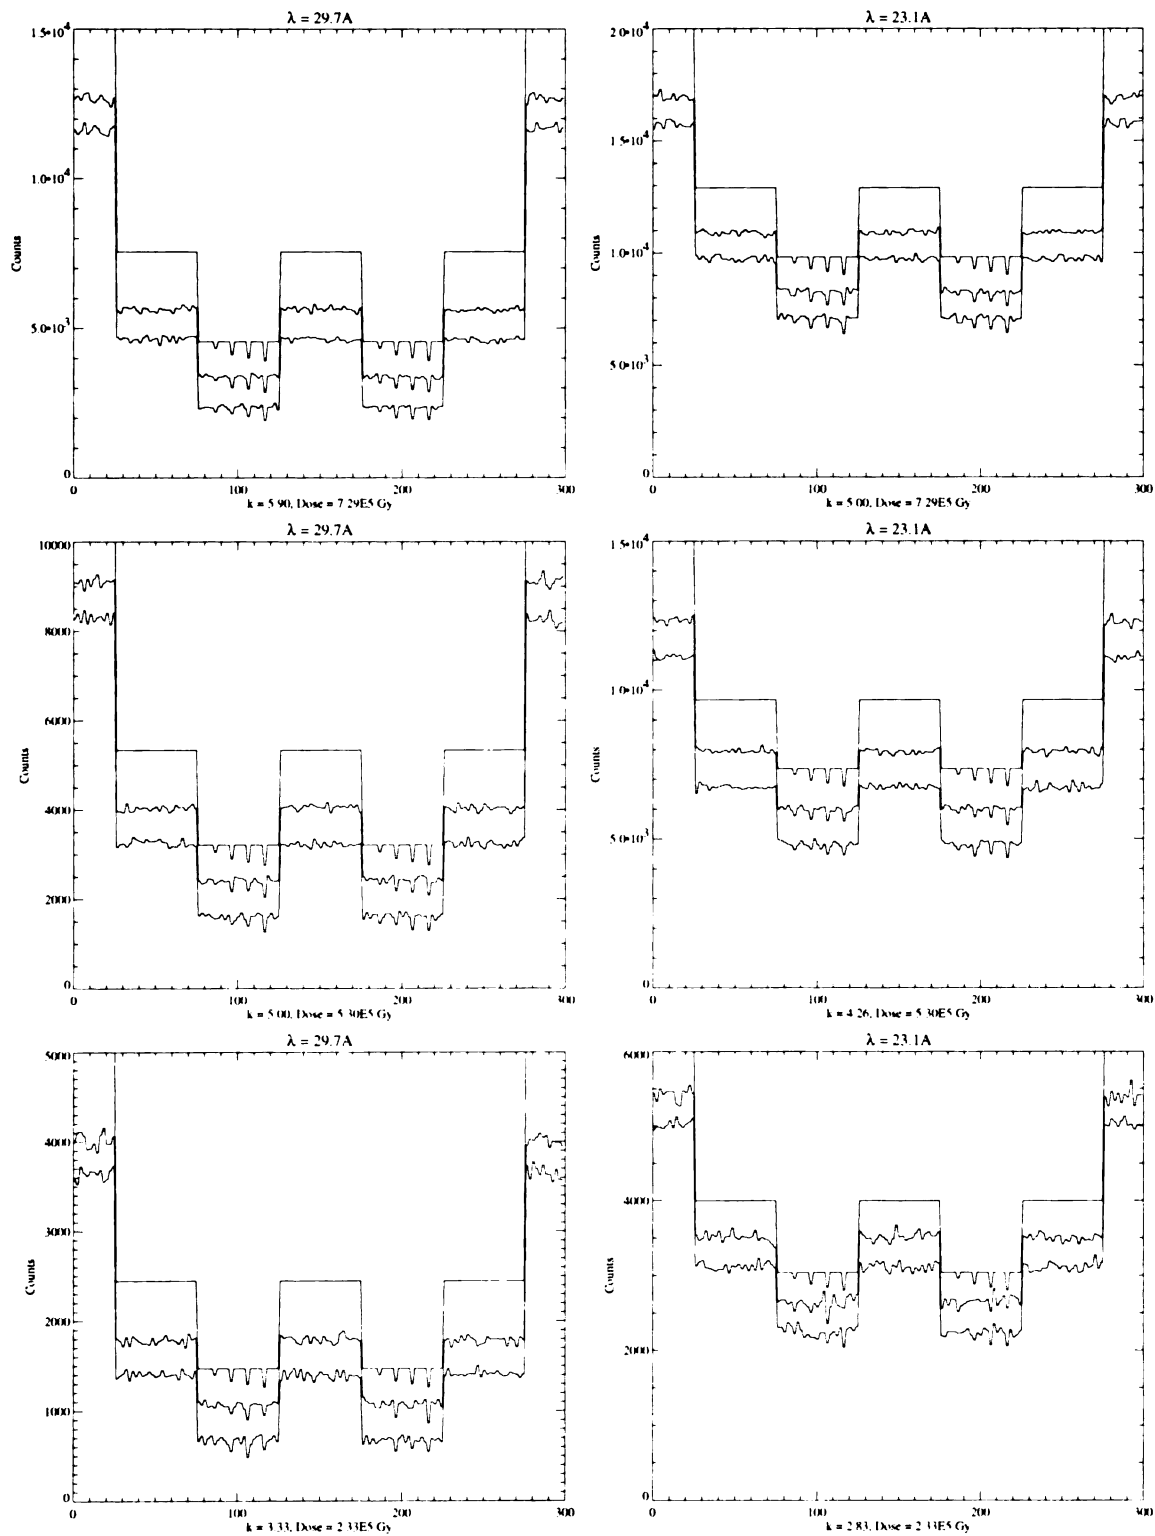 λ = 29.7A
1.5•10⁴
1.0•10⁴
5.0•10³
0
Counts
0 100 200 300
k = 5.90, Dose = 7.29E5 Gy
λ = 23.1A
2.0•10⁴
1.5•10⁴
1.0•10⁴
5.0•10³
0
Counts
0 100 200 300
k = 5.00, Dose = 7.29E5 Gy
λ = 29.7A
10000
8000
6000
4000
2000
0
Counts
0 100 200 300
k = 5.00, Dose = 5.30E5 Gy
λ = 23.1A
1.5•10⁴
1.0•10⁴
5.0•10³
0
Counts
0 100 200 300
k = 4.26, Dose = 5.30E5 Gy
λ = 29.7A
5000
4000
3000
2000
1000
0
Counts
0 100 200 300
k = 3.33, Dose = 2.33E5 Gy
λ = 23.1A
6000
4000
2000
0
Counts
0 100 200 300
k = 2.83, Dose = 2.33E5 Gy